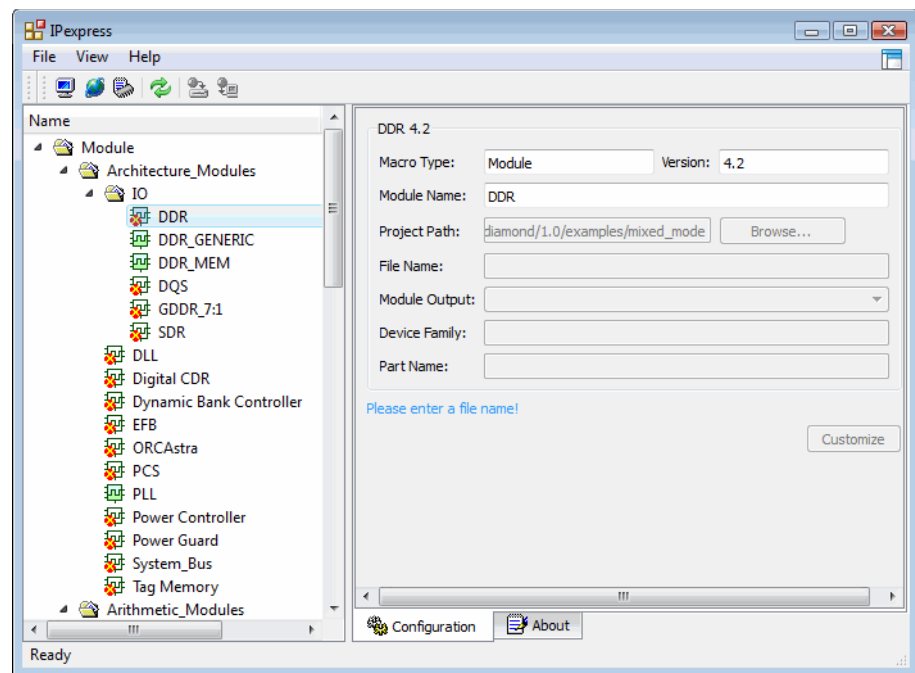 IPexpress
File View Help
Name
Module
Architecture_Modules
IO
DDR
DDR_GENERIC
DDR_MEM
DQS
GDDR_7:1
SDR
DLL
Digital CDR
Dynamic Bank Controller
EFB
ORCAstra
PCS
PLL
Power Controller
Power Guard
System_Bus
Tag Memory
Arithmetic_Modules
DDR 4.2
Macro Type: Module Version: 4.2
Module Name: DDR
Project Path: diamond/1.0/examples/mixed_mode Browse...
File Name:
Module Output:
Device Family:
Part Name:
Please enter a file name!
Customize
Configuration About
Ready